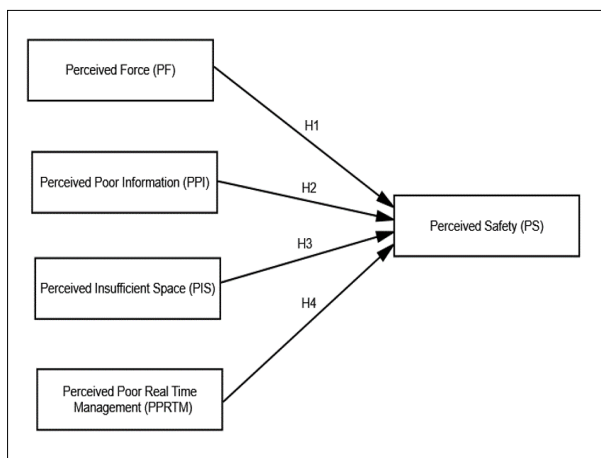 Perceived Force (PF)
H1
Perceived Poor Information (PPI)
H2
Perceived Safety (PS)
H3
Perceived Insufficient Space (PIS)
H4
Perceived Poor Real Time
Management (PPRTM)